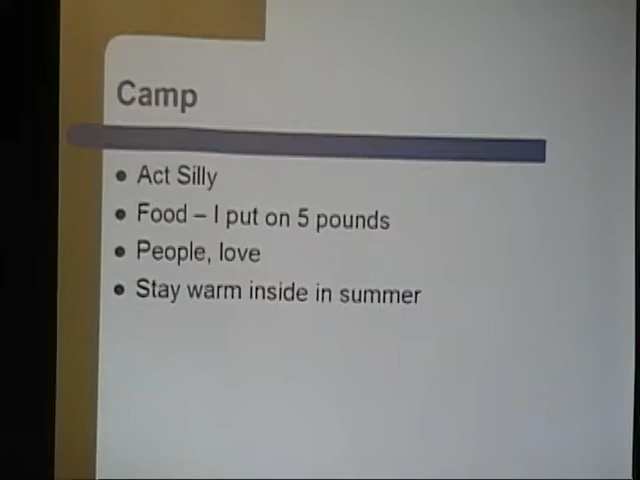 Camp
• Act Silly
• Food – I put on 5 pounds
• People, love
• Stay warm inside in summer